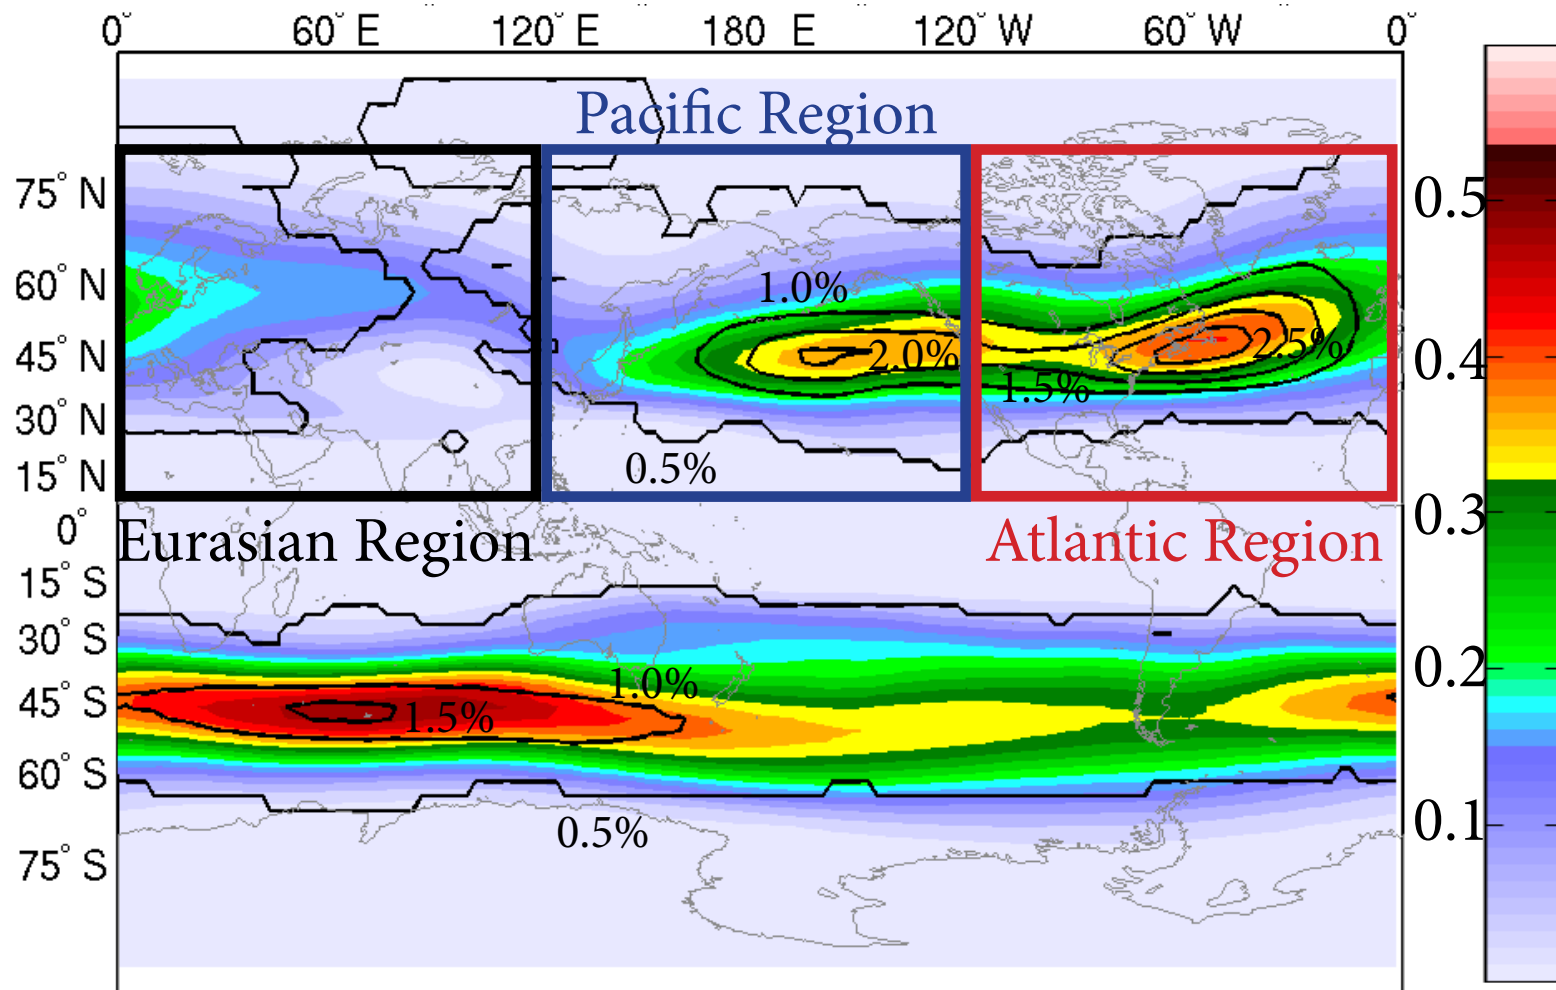 0° 60° E 120° E 180° E 120° W 60° W 0°
Pacific Region
75° N
60° N
45° N
30° N
15° N
0°
15° S
30° S
45° S
60° S
75° S
1.0%
2.0%
2.5%
1.5%
0.5%
Eurasian Region
Atlantic Region
1.0%
1.5%
0.5%
0.5
0.4
0.3
0.2
0.1